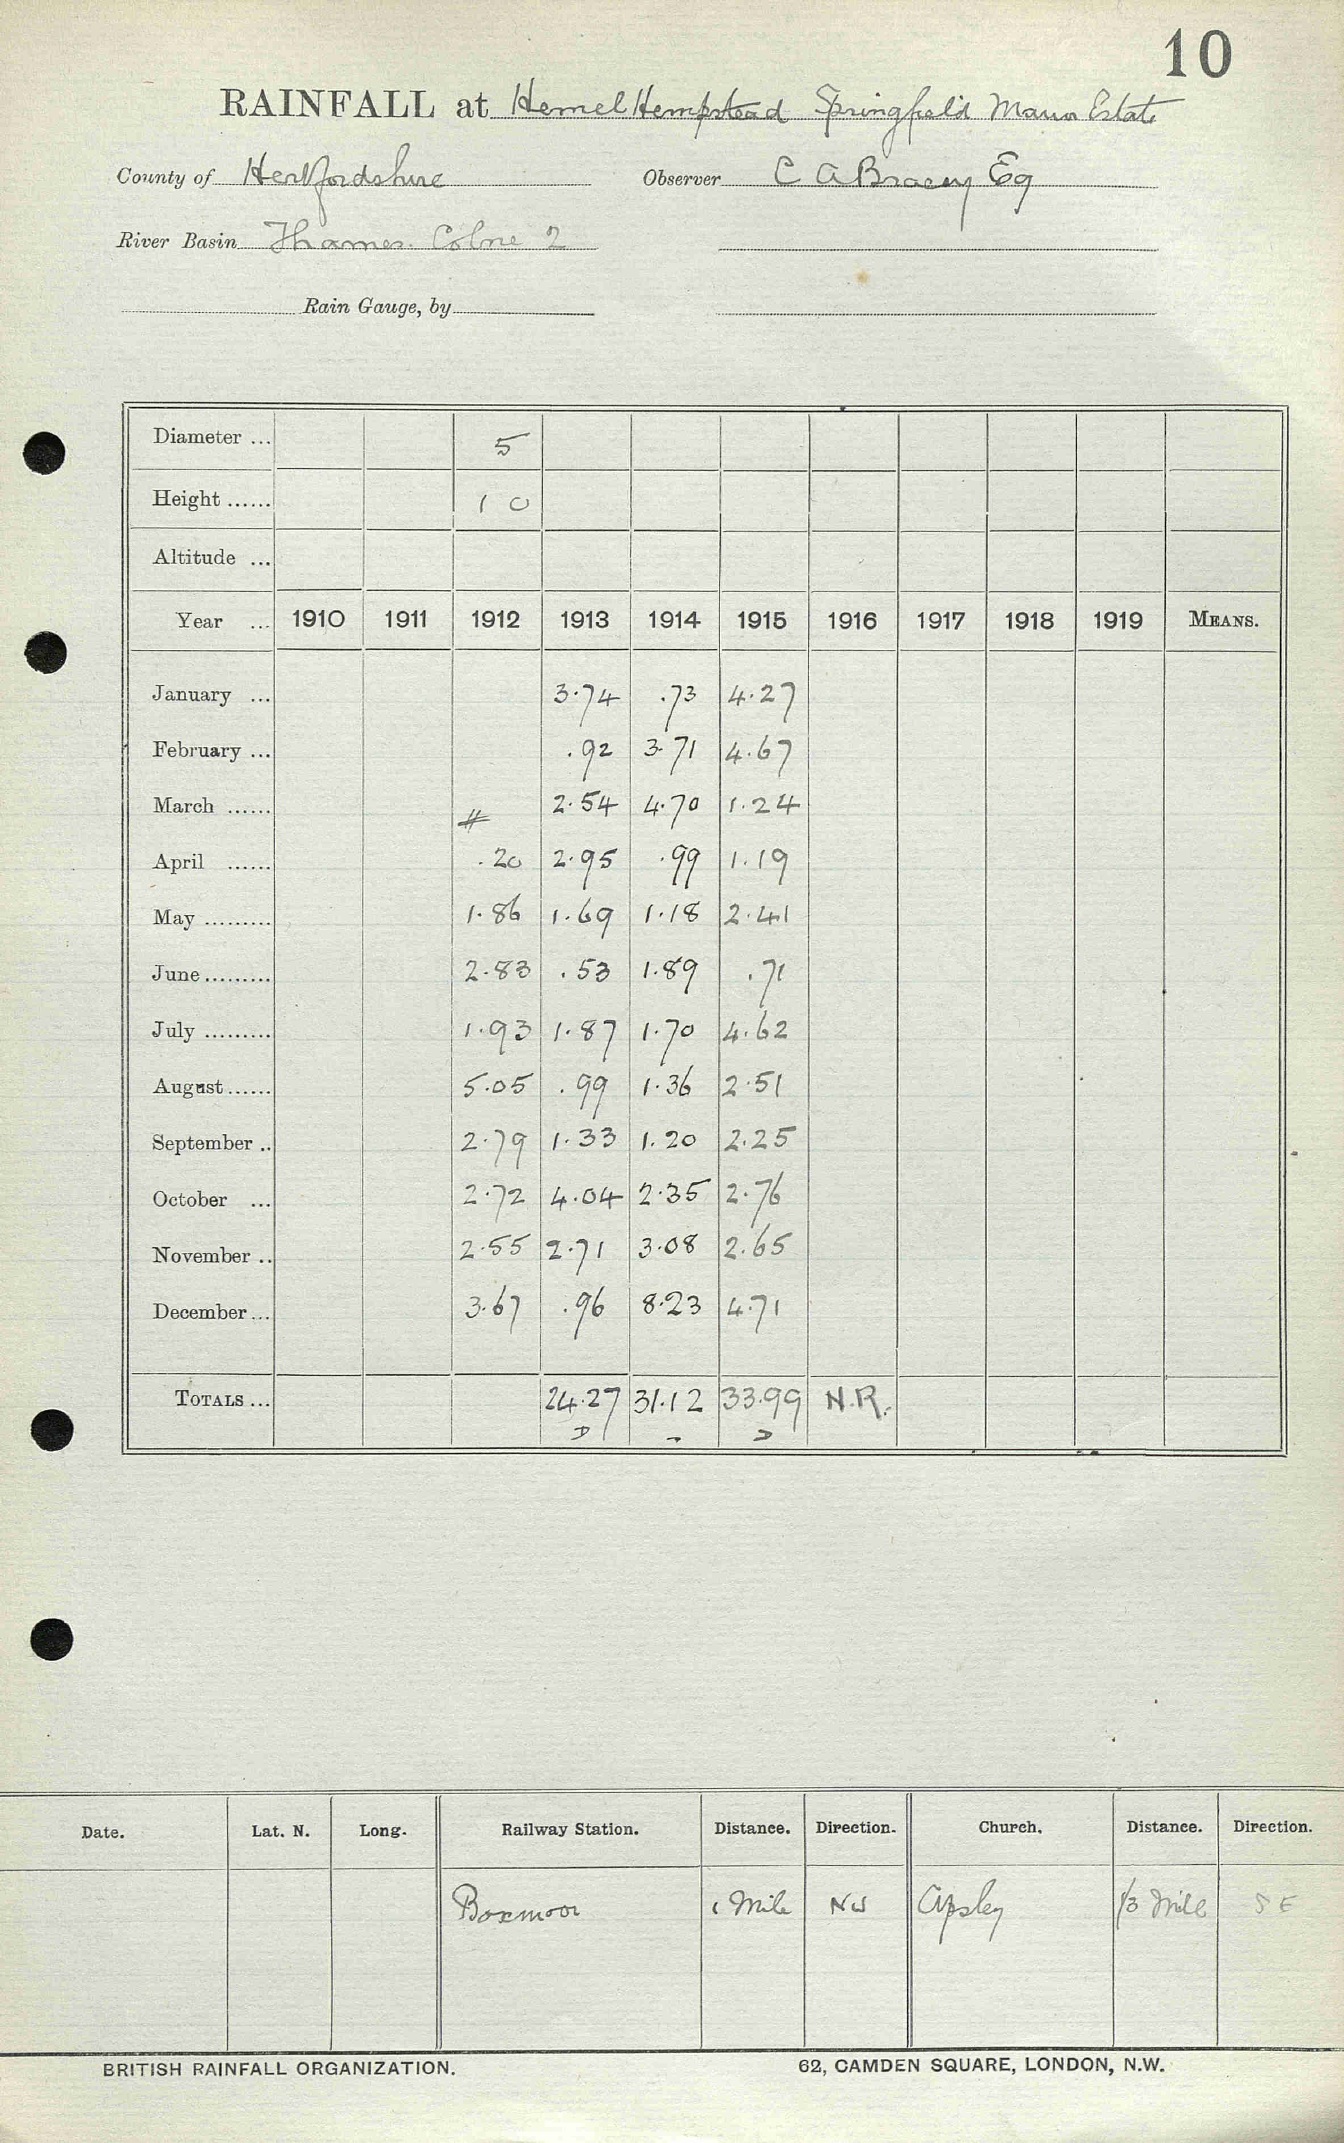 10
RAINFALL at Hemel Hempstead Springfield Manor Estate
County of Hertfordshire Observer C A Bracey Esq
River Basin Thames. Colne 2
Rain Gauge, by
Diameter ... 5
Height ...... 1 0
Altitude ...
Year ... 1910 1911 1912 1913 1914 1915 1916 1917 1918 1919 MEANS.
January ... 3.74 .73 4.27
February ... .92 3.71 4.67
March ...... # 2.54 4.70 1.24
April ...... .20 2.95 .99 1.19
May ......... 1.86 1.69 1.18 2.41
June ......... 2.83 .53 1.89 .71
July ......... 1.93 1.87 1.70 4.62
August ...... 5.05 .99 1.36 2.51
September .. 2.79 1.33 1.20 2.25
October ... 2.72 4.04 2.35 2.76
November .. 2.55 2.71 3.08 2.65
December ... 3.67 .96 8.23 4.71
TOTALS ... 24.27 31.12 33.99 N.R.
Date. Lat. N. Long. Railway Station. Distance. Direction. Church. Distance. Direction.
Boxmoor 1 Mile NW Apsley 1/3 Mile S E
BRITISH RAINFALL ORGANIZATION. 62, CAMDEN SQUARE, LONDON, N.W.